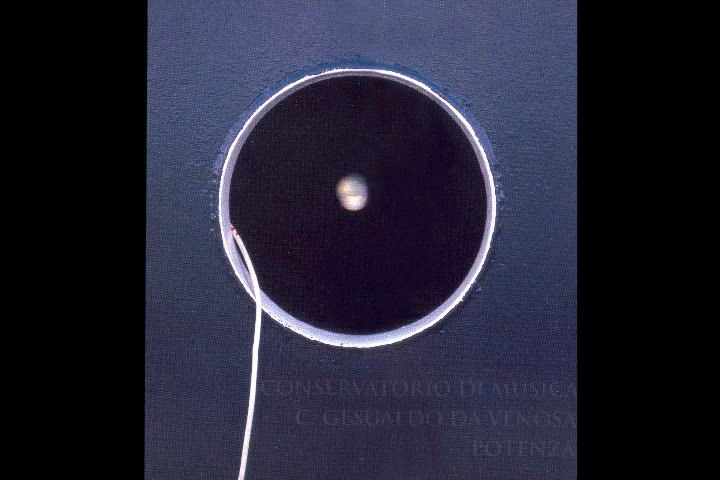 CONSERVATORIO DI MUSICA
C. GESUALDO DA VENOSA
POTENZA